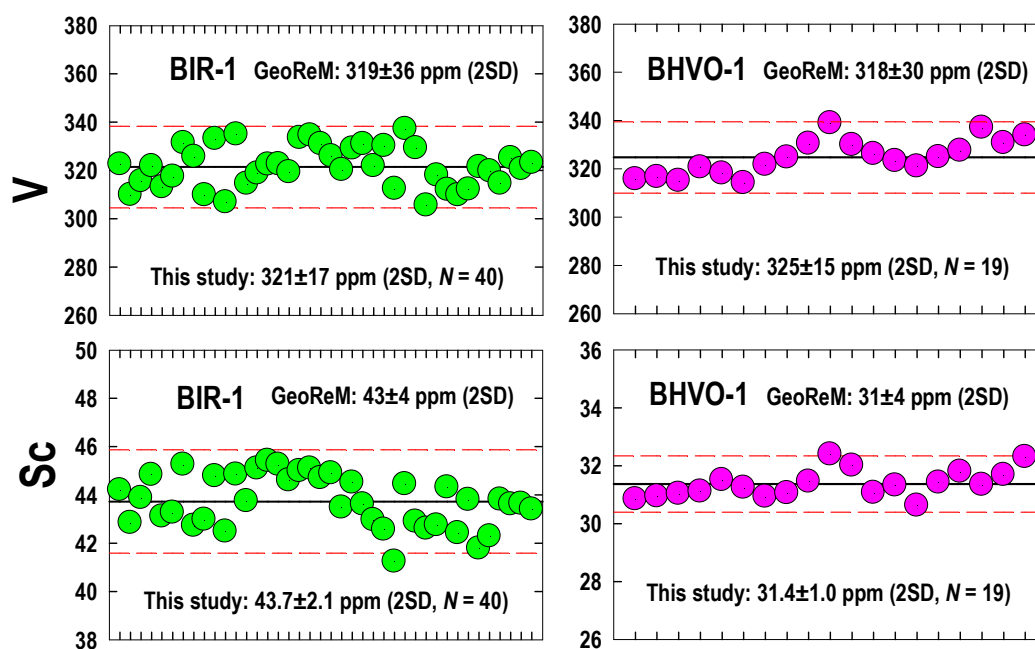 V
380
360
340
320
300
280
260
BIR-1 GeoReM: 319±36 ppm (2SD)
This study: 321±17 ppm (2SD, N = 40)
380
360
340
320
300
280
260
BHVO-1 GeoReM: 318±30 ppm (2SD)
This study: 325±15 ppm (2SD, N = 19)
Sc
50
48
46
44
42
40
38
BIR-1 GeoReM: 43±4 ppm (2SD)
This study: 43.7±2.1 ppm (2SD, N = 40)
36
34
32
30
28
26
BHVO-1 GeoReM: 31±4 ppm (2SD)
This study: 31.4±1.0 ppm (2SD, N = 19)